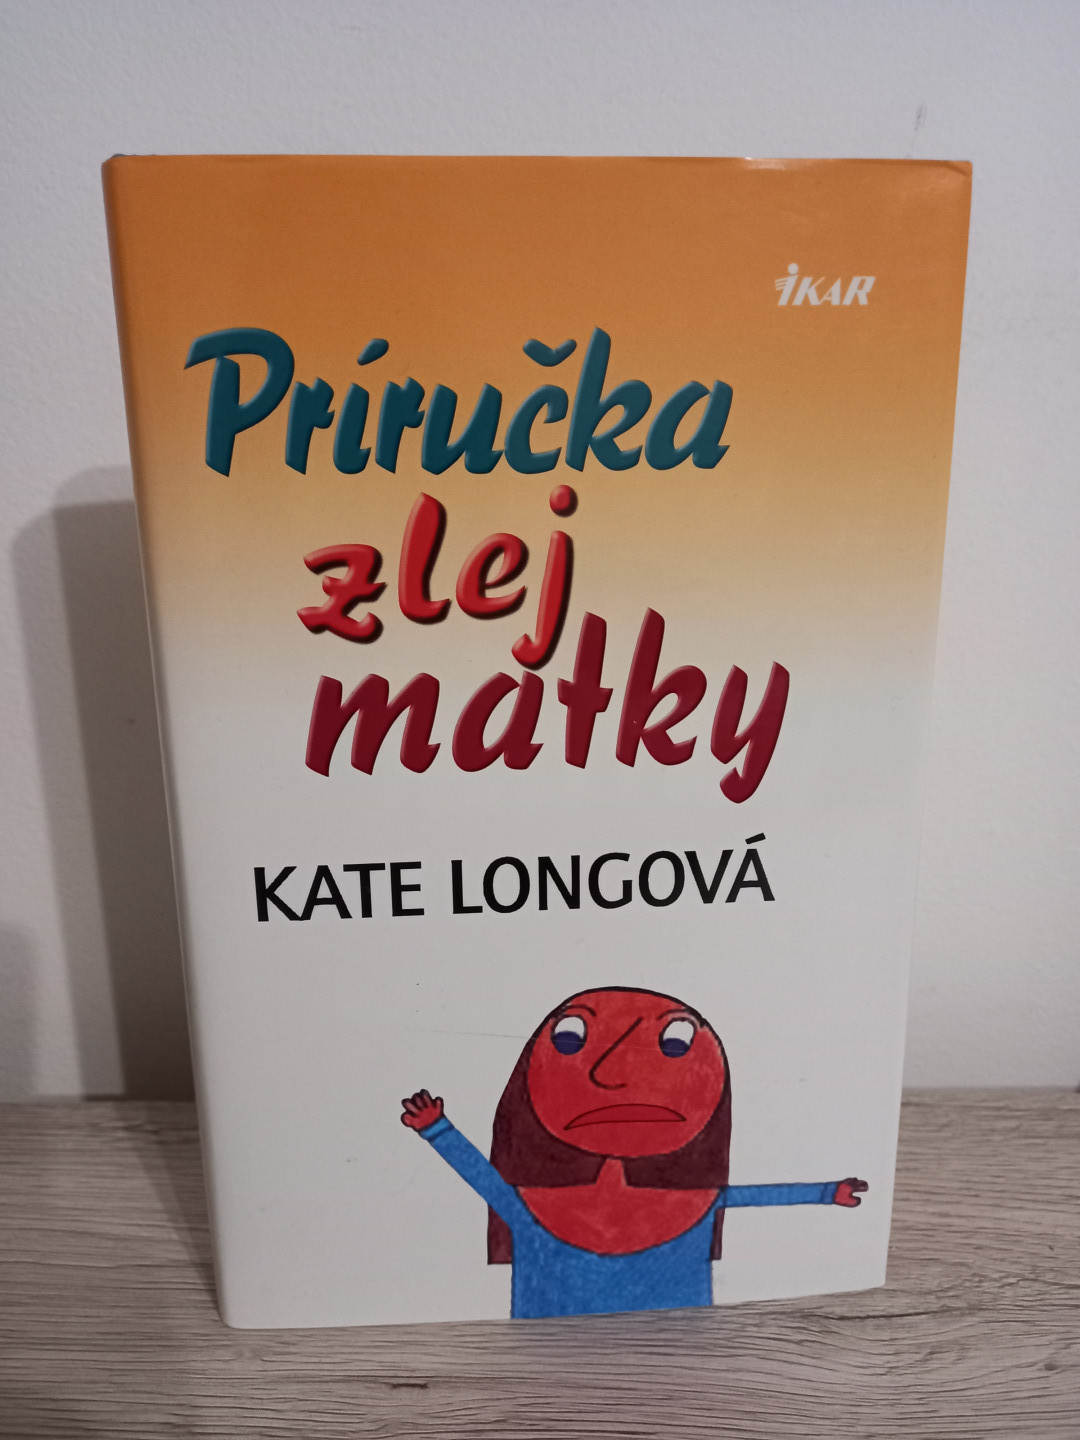 iKAR
Príručka
zlej
matky
KATE LONGOVÁ